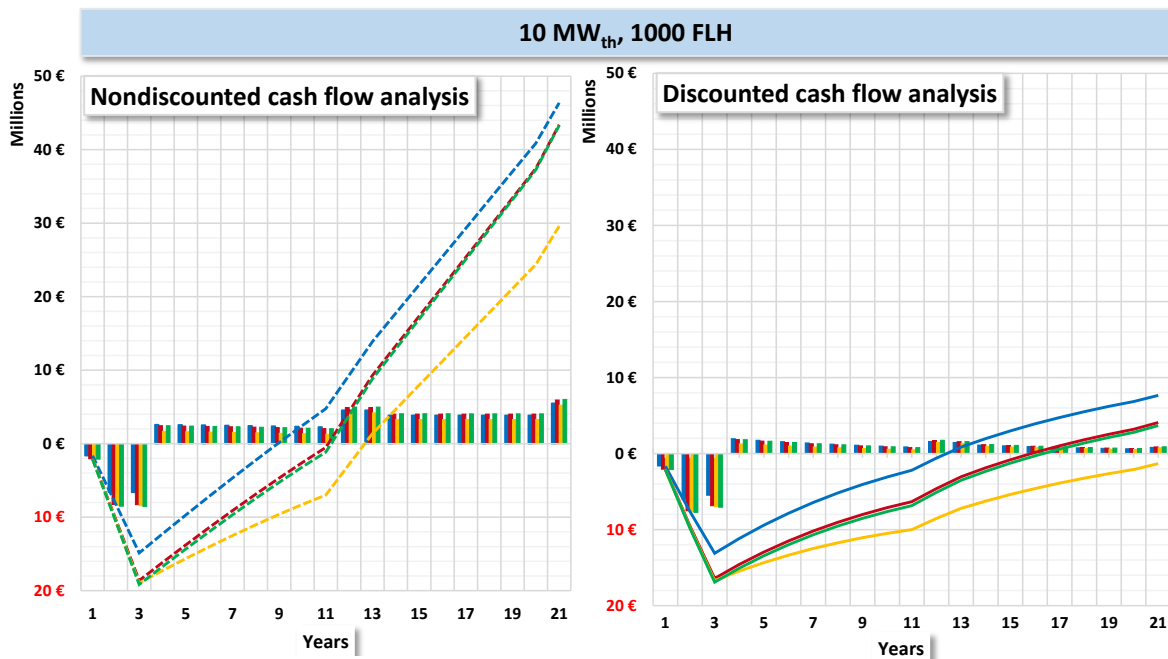 10 MWth, 1000 FLH
Nondiscounted cash flow analysis
Millions
50 €
40 €
30 €
20 €
10 €
0 €
10 €
20 €
1 3 5 7 9 11 13 15 17 19 21
Years
Discounted cash flow analysis
Millions
50 €
40 €
30 €
20 €
10 €
0 €
10 €
20 €
1 3 5 7 9 11 13 15 17 19 21
Years